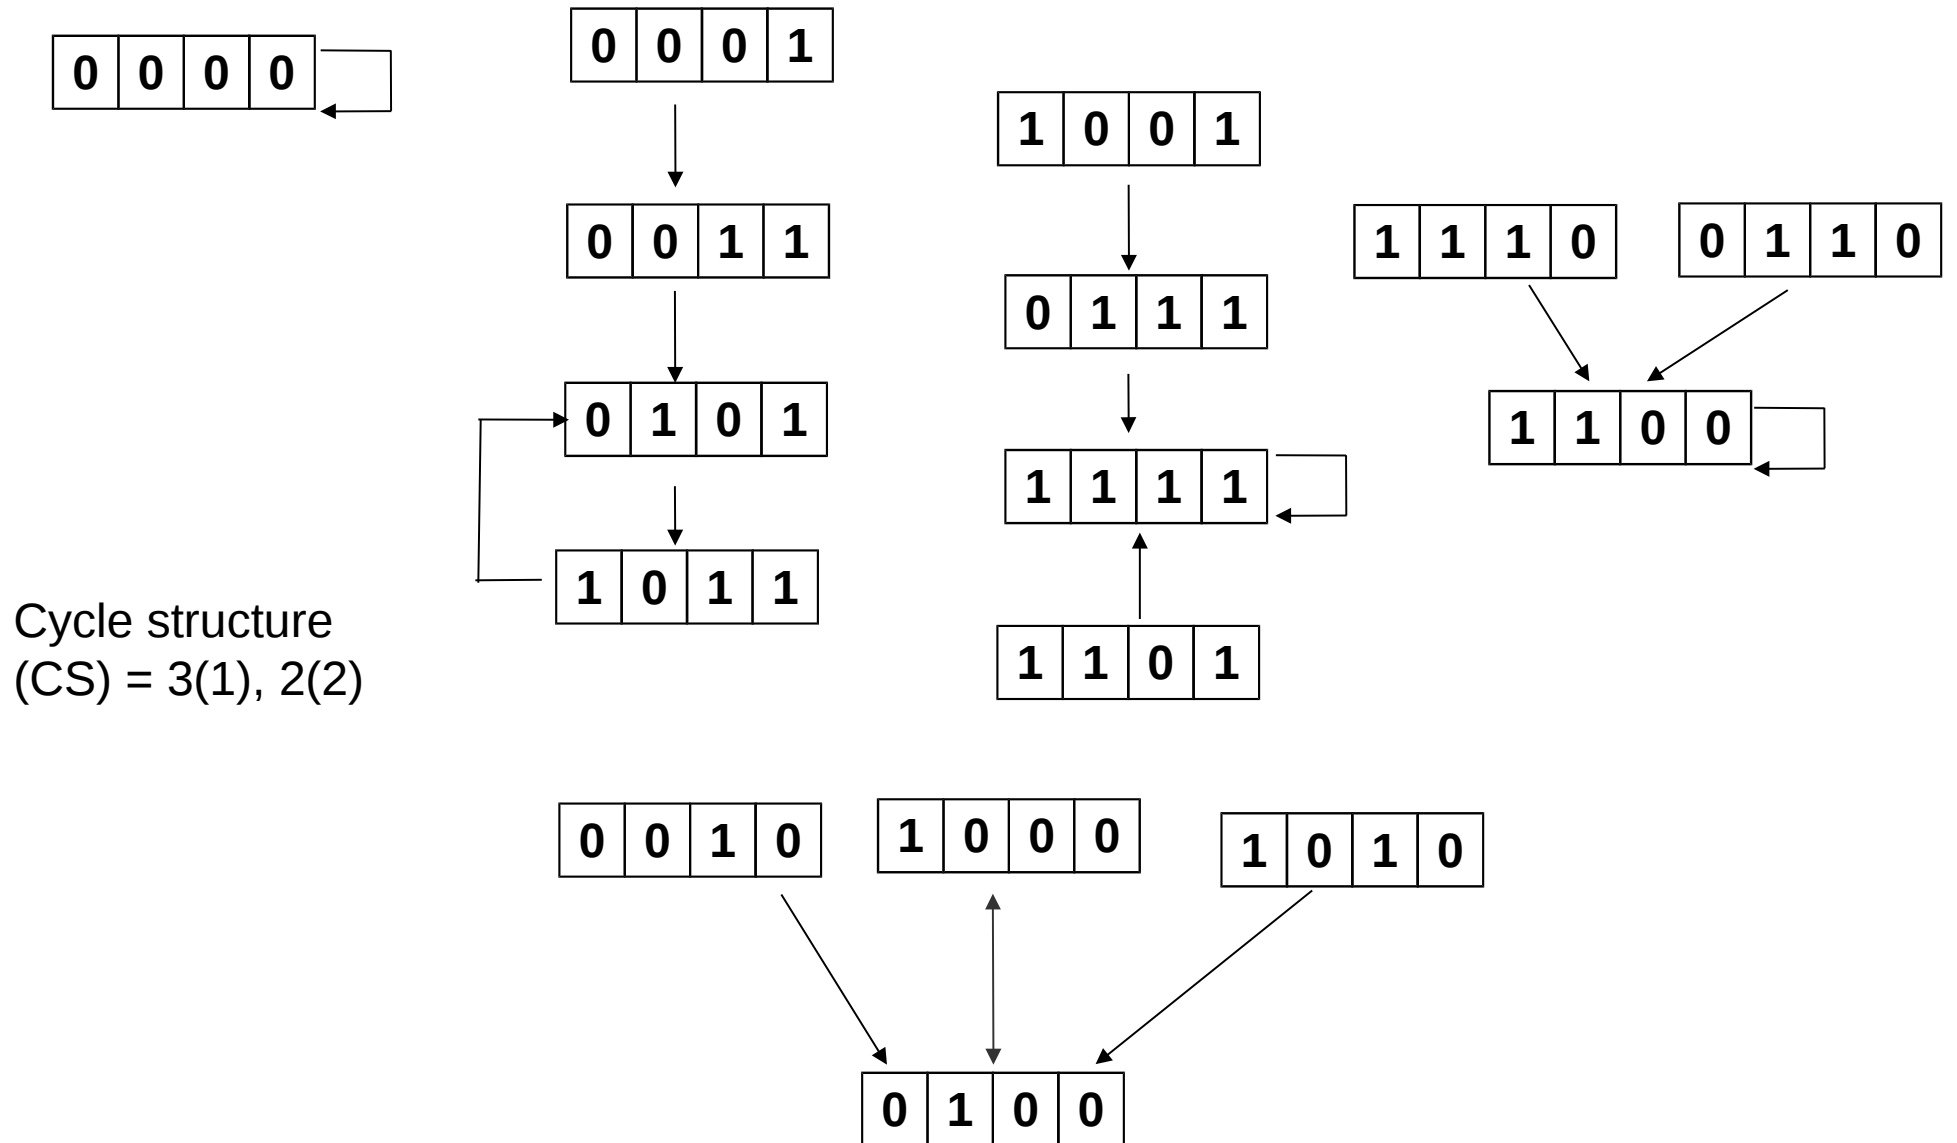 0 0 0 0
0 0 0 1
0 0 1 1
0 1 0 1
1 0 1 1
1 0 0 1
0 1 1 1
1 1 1 1
1 1 0 1
1 1 1 0
0 1 1 0
1 1 0 0
Cycle structure
(CS) = 3(1), 2(2)
0 0 1 0
1 0 0 0
1 0 1 0
0 1 0 0